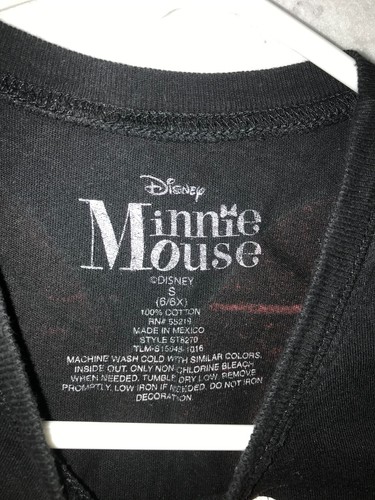 Disney
Minnie
Mouse
©DISNEY
S
(6/6X)
100% COTTON
RN# 55219
MADE IN MEXICO
STYLE ST6270
MACHINE WASH COLD WITH SIMILAR COLORS.
INSIDE OUT. ONLY NON-CHLORINE BLEACH
WHEN NEEDED. TUMBLE DRY LOW. REMOVE
PROMPTLY. LOW IRON IF NEEDED. DO NOT IRON
DECORATION.